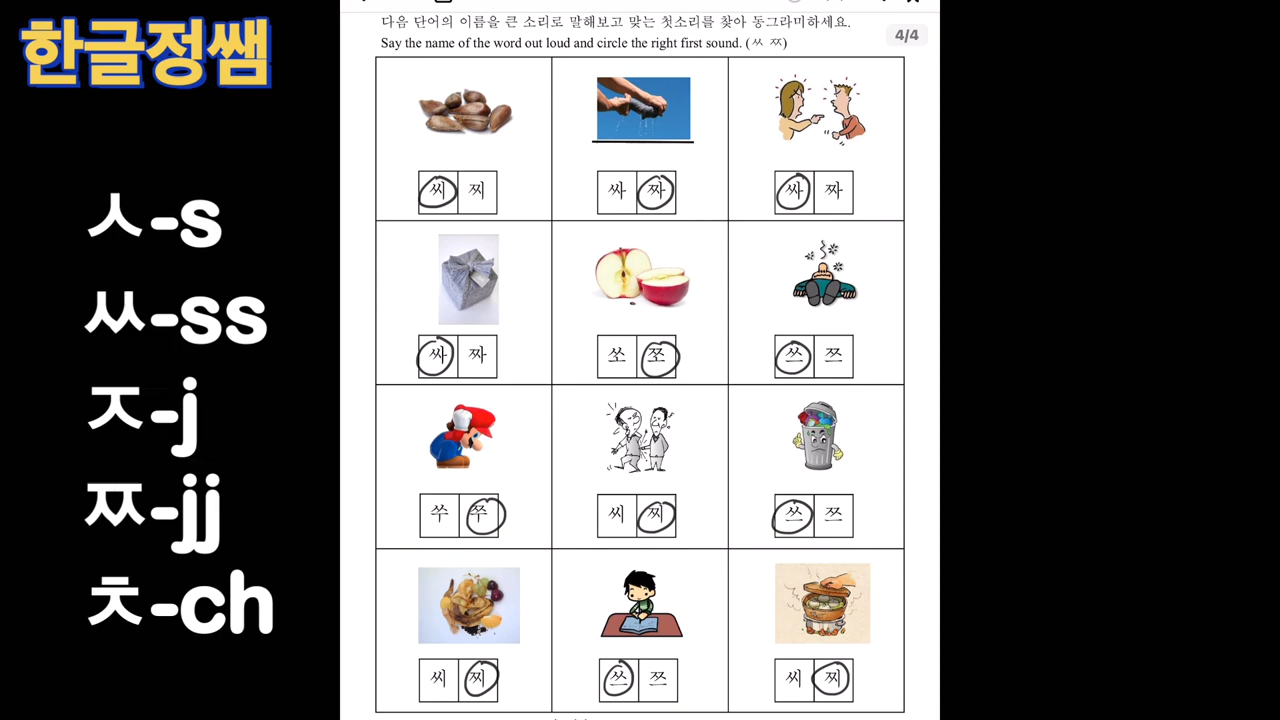 한글정쌤
ㅅ-s
ㅆ-ss
ㅈ-j
ㅉ-jj
ㅊ-ch
다음 단어의 이름을 큰 소리로 말해보고 맞는 첫소리를 찾아 동그라미하세요.
Say the name of the word out loud and circle the right first sound. (ㅆ ㅉ)
4/4
씨 찌
싸 짜
싸 짜
싸 짜
쏘 쪼
쓰 쯔
쑤 쭈
씨 찌
쓰 쯔
씨 찌
쓰 쯔
씨 찌